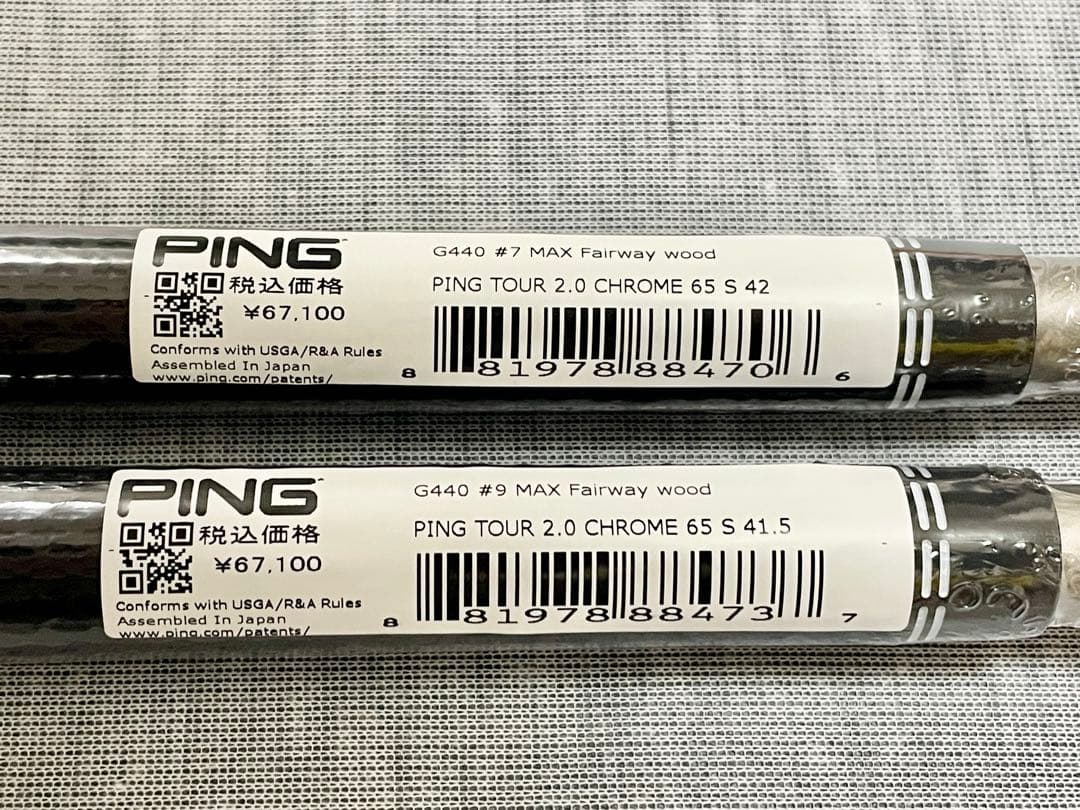 PING
税込価格
¥67,100
Conforms with USGA/R&A Rules
Assembled In Japan
www.ping.com/patents/
G440 #7 MAX Fairway wood
PING TOUR 2.0 CHROME 65 S 42
8 81978 88470 6
PING
税込価格
¥67,100
Conforms with USGA/R&A Rules
Assembled In Japan
www.ping.com/patents/
G440 #9 MAX Fairway wood
PING TOUR 2.0 CHROME 65 S 41.5
8 81978 88473 7